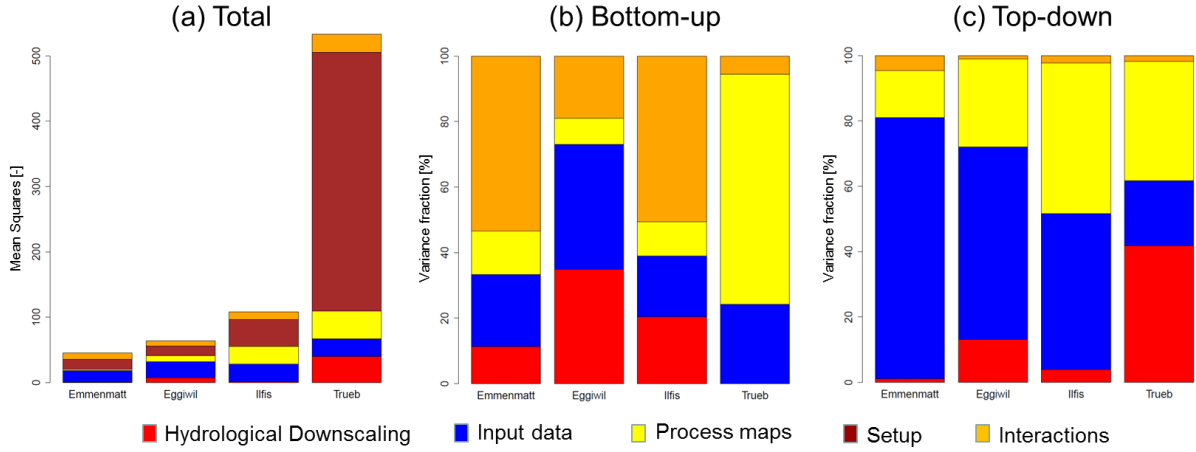 (a) Total
(b) Bottom-up
(c) Top-down
Mean Squares [-]
0
100
200
300
400
500
Emmenmatt
Eggiwil
Ilfis
Trueb
Variance fraction [%]
0
20
40
60
80
100
Emmenmatt
Eggiwil
Ilfis
Trueb
Variance fraction [%]
0
20
40
60
80
100
Emmenmatt
Eggiwil
Ilfis
Trueb
Hydrological Downscaling
Input data
Process maps
Setup
Interactions